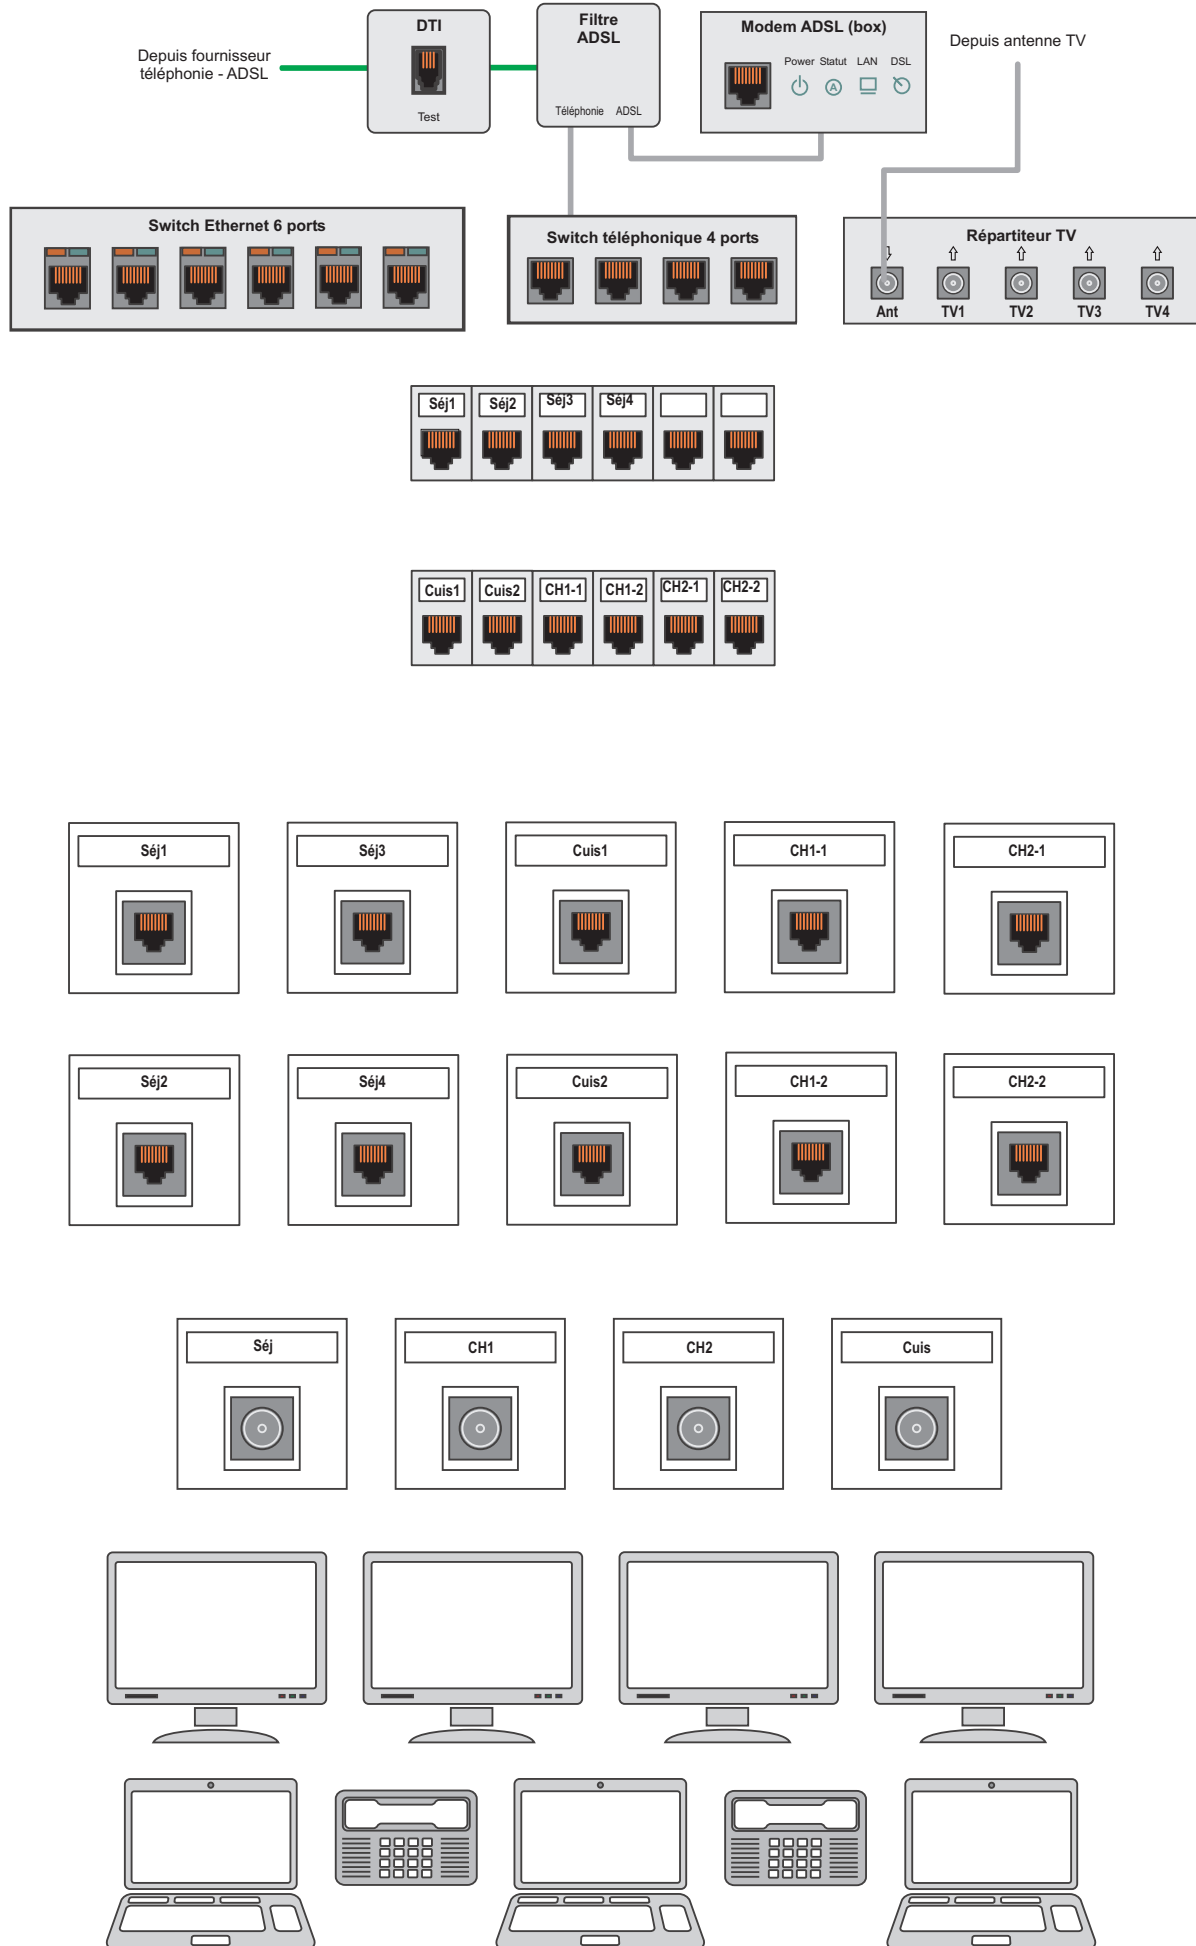 DTI
Test
Depuis fournisseur
téléphonie - ADSL
Filtre
ADSL
Téléphonie ADSL
Modem ADSL (box)
Power Statut LAN DSL
A
Depuis antenne TV
Switch Ethernet 6 ports
Switch téléphonique 4 ports
Répartiteur TV
Ant TV1 TV2 TV3 TV4
Séj1 Séj2 Séj3 Séj4
Cuis1 Cuis2 CH1-1 CH1-2 CH2-1 CH2-2
Séj1 Séj3 Cuis1 CH1-1 CH2-1
Séj2 Séj4 Cuis2 CH1-2 CH2-2
Séj CH1 CH2 Cuis